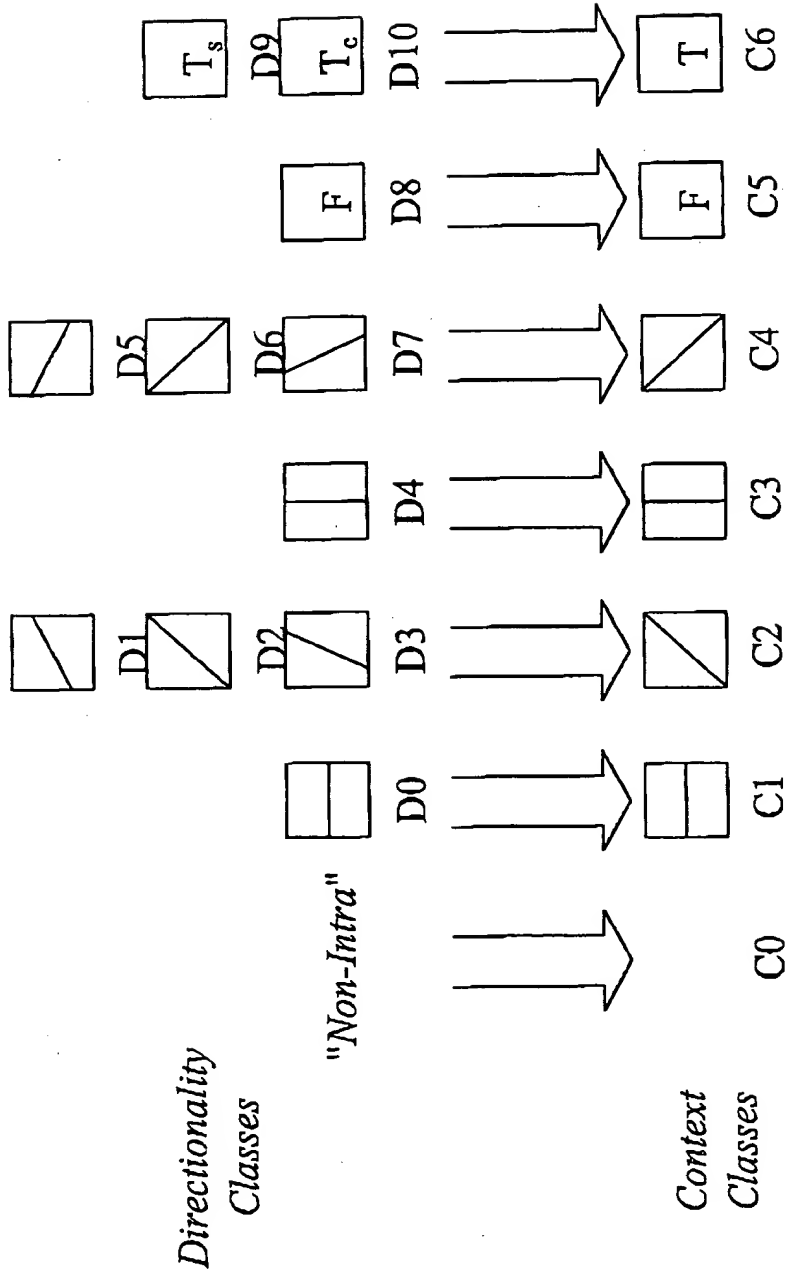 D1 D5
Directionality
Classes
T_s
D2 D6 D9
"Non-Intra"
F T_c
D0 D3 D4 D7 D8 D10
Context
Classes
F T
C0 C1 C2 C3 C4 C5 C6